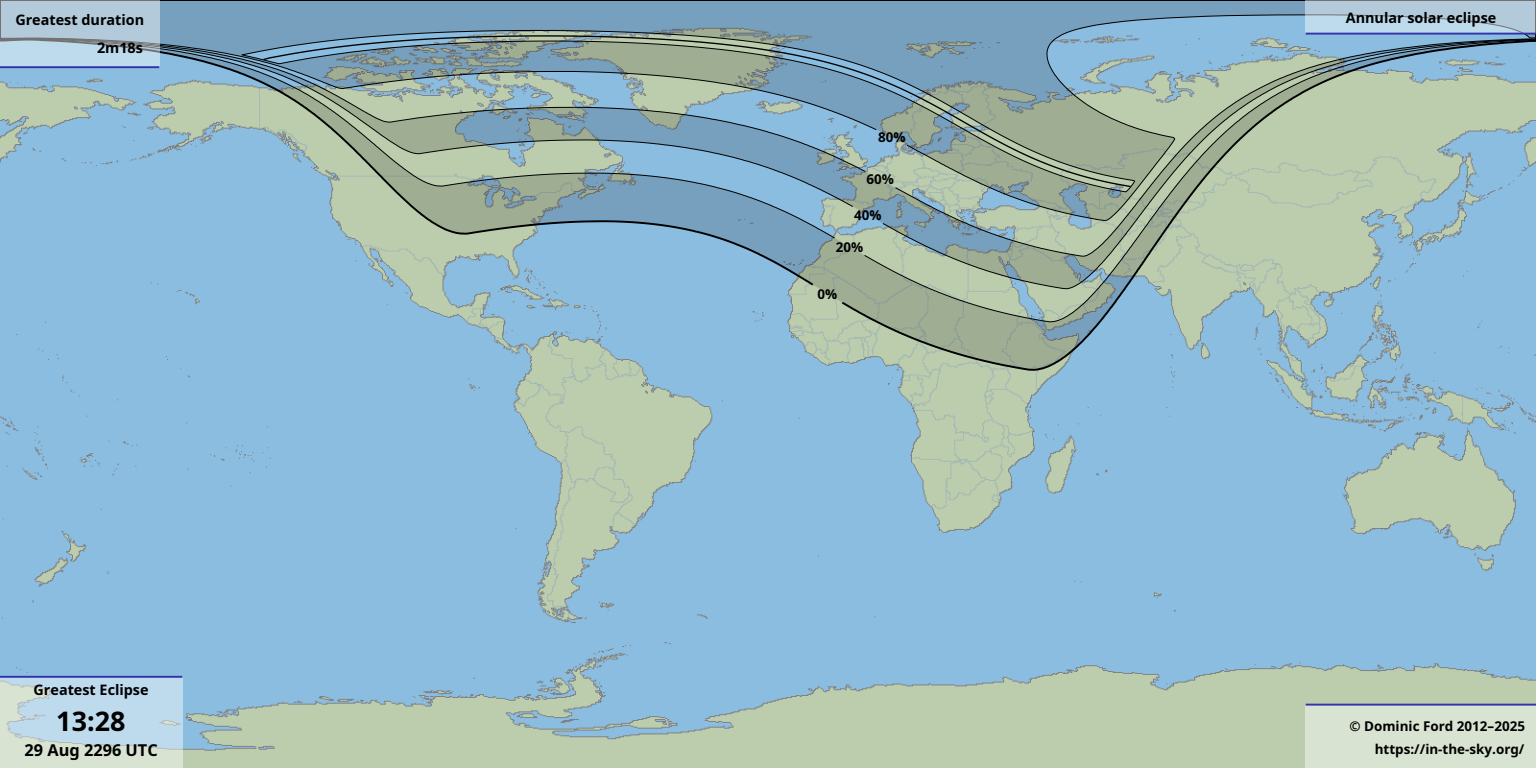 Greatest duration
2m18s
Annular solar eclipse
80%
60%
40%
20%
0%
Greatest Eclipse
13:28
29 Aug 2296 UTC
© Dominic Ford 2012–2025
https://in-the-sky.org/